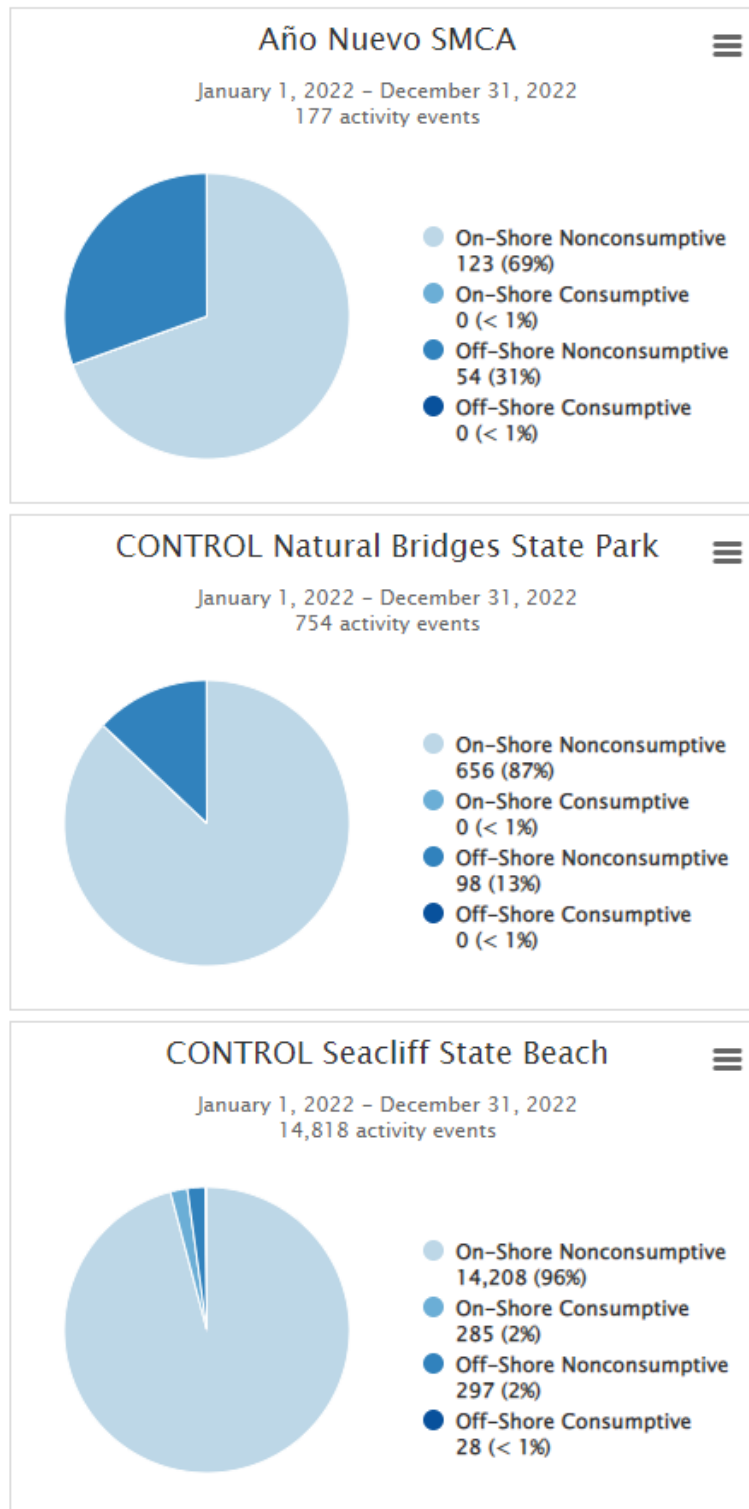 Año Nuevo SMCA
January 1, 2022 – December 31, 2022
177 activity events
On–Shore Nonconsumptive
123 (69%)
On–Shore Consumptive
0 (< 1%)
Off–Shore Nonconsumptive
54 (31%)
Off–Shore Consumptive
0 (< 1%)
CONTROL Natural Bridges State Park
January 1, 2022 – December 31, 2022
754 activity events
On–Shore Nonconsumptive
656 (87%)
On–Shore Consumptive
0 (< 1%)
Off–Shore Nonconsumptive
98 (13%)
Off–Shore Consumptive
0 (< 1%)
CONTROL Seacliff State Beach
January 1, 2022 – December 31, 2022
14,818 activity events
On–Shore Nonconsumptive
14,208 (96%)
On–Shore Consumptive
285 (2%)
Off–Shore Nonconsumptive
297 (2%)
Off–Shore Consumptive
28 (< 1%)